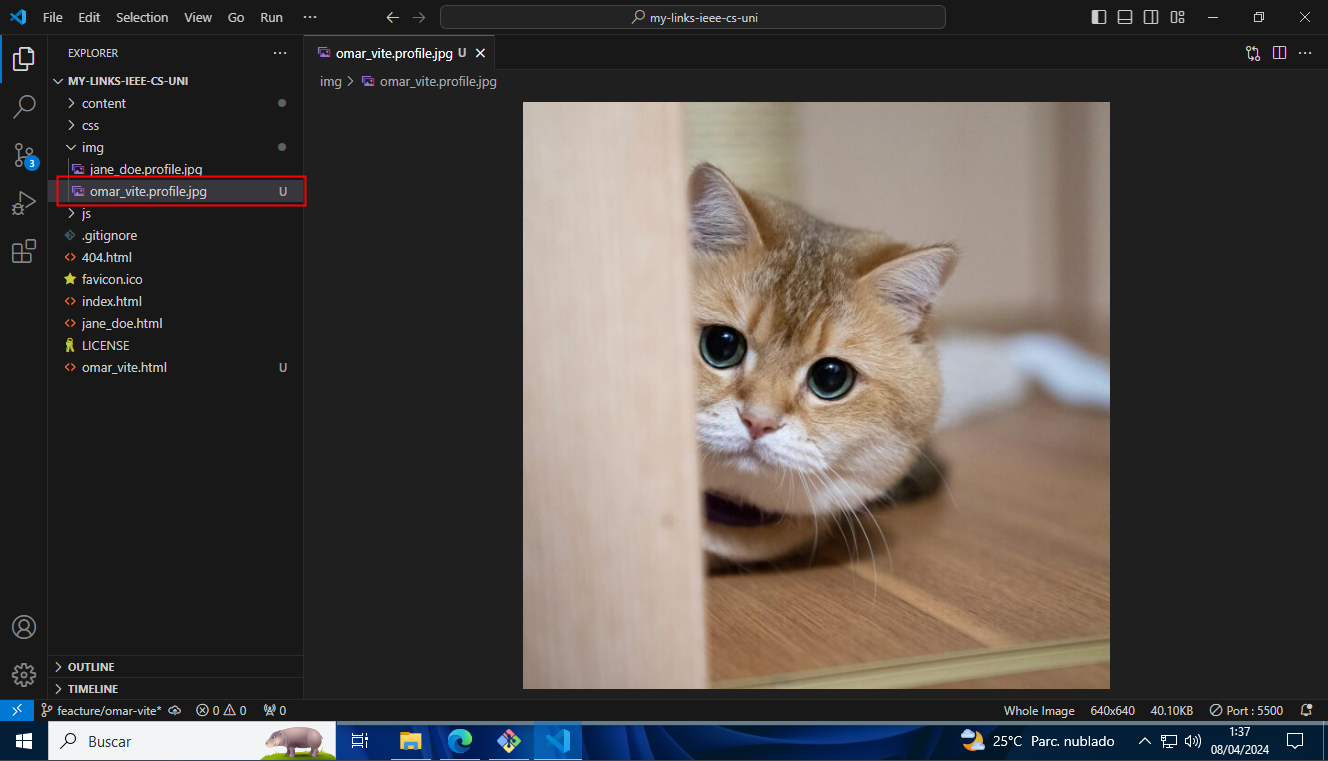 File Edit Selection View Go Run ··· my-links-ieee-cs-uni
EXPLORER ···
MY-LINKS-IEEE-CS-UNI
content
css
img
jane_doe.profile.jpg
omar_vite.profile.jpg U
js
.gitignore
404.html
favicon.ico
index.html
jane_doe.html
LICENSE
omar_vite.html U
OUTLINE
TIMELINE
omar_vite.profile.jpg U
img > omar_vite.profile.jpg
3
feacture/omar-vite* 0 0 0 Whole Image 640x640 40.10KB Port : 5500
Buscar 25°C Parc. nublado 1:37
08/04/2024